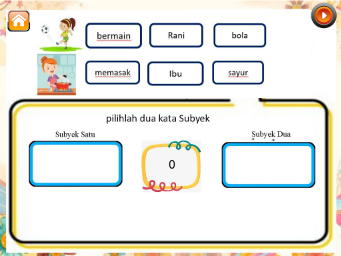 bermain Rani bola
memasak Ibu sayur
pilihlah dua kata Subyek
Subyek Satu Subyek Dua
0